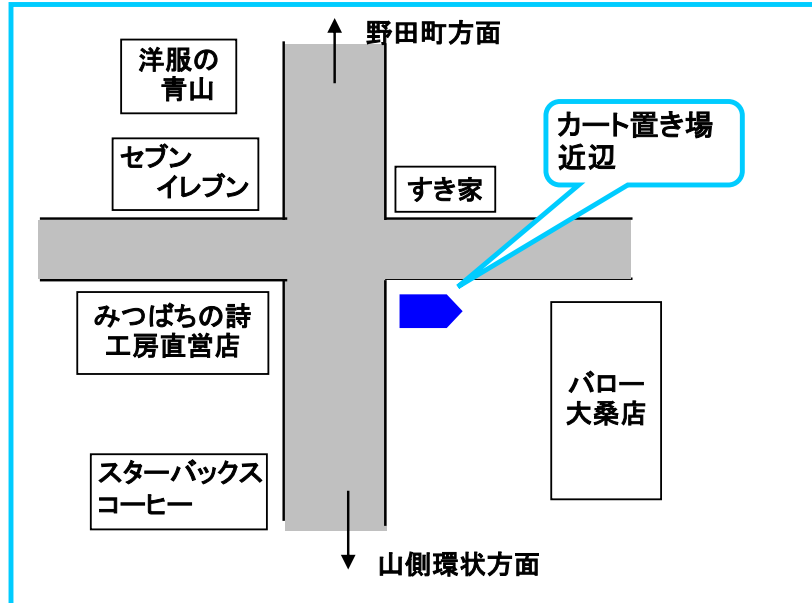 野田町方面
洋服の
青山
カート置き場
近辺
セブン
イレブン
すき家
みつばちの詩
工房直営店
バロー
大桑店
スターバックス
コーヒー
山側環状方面